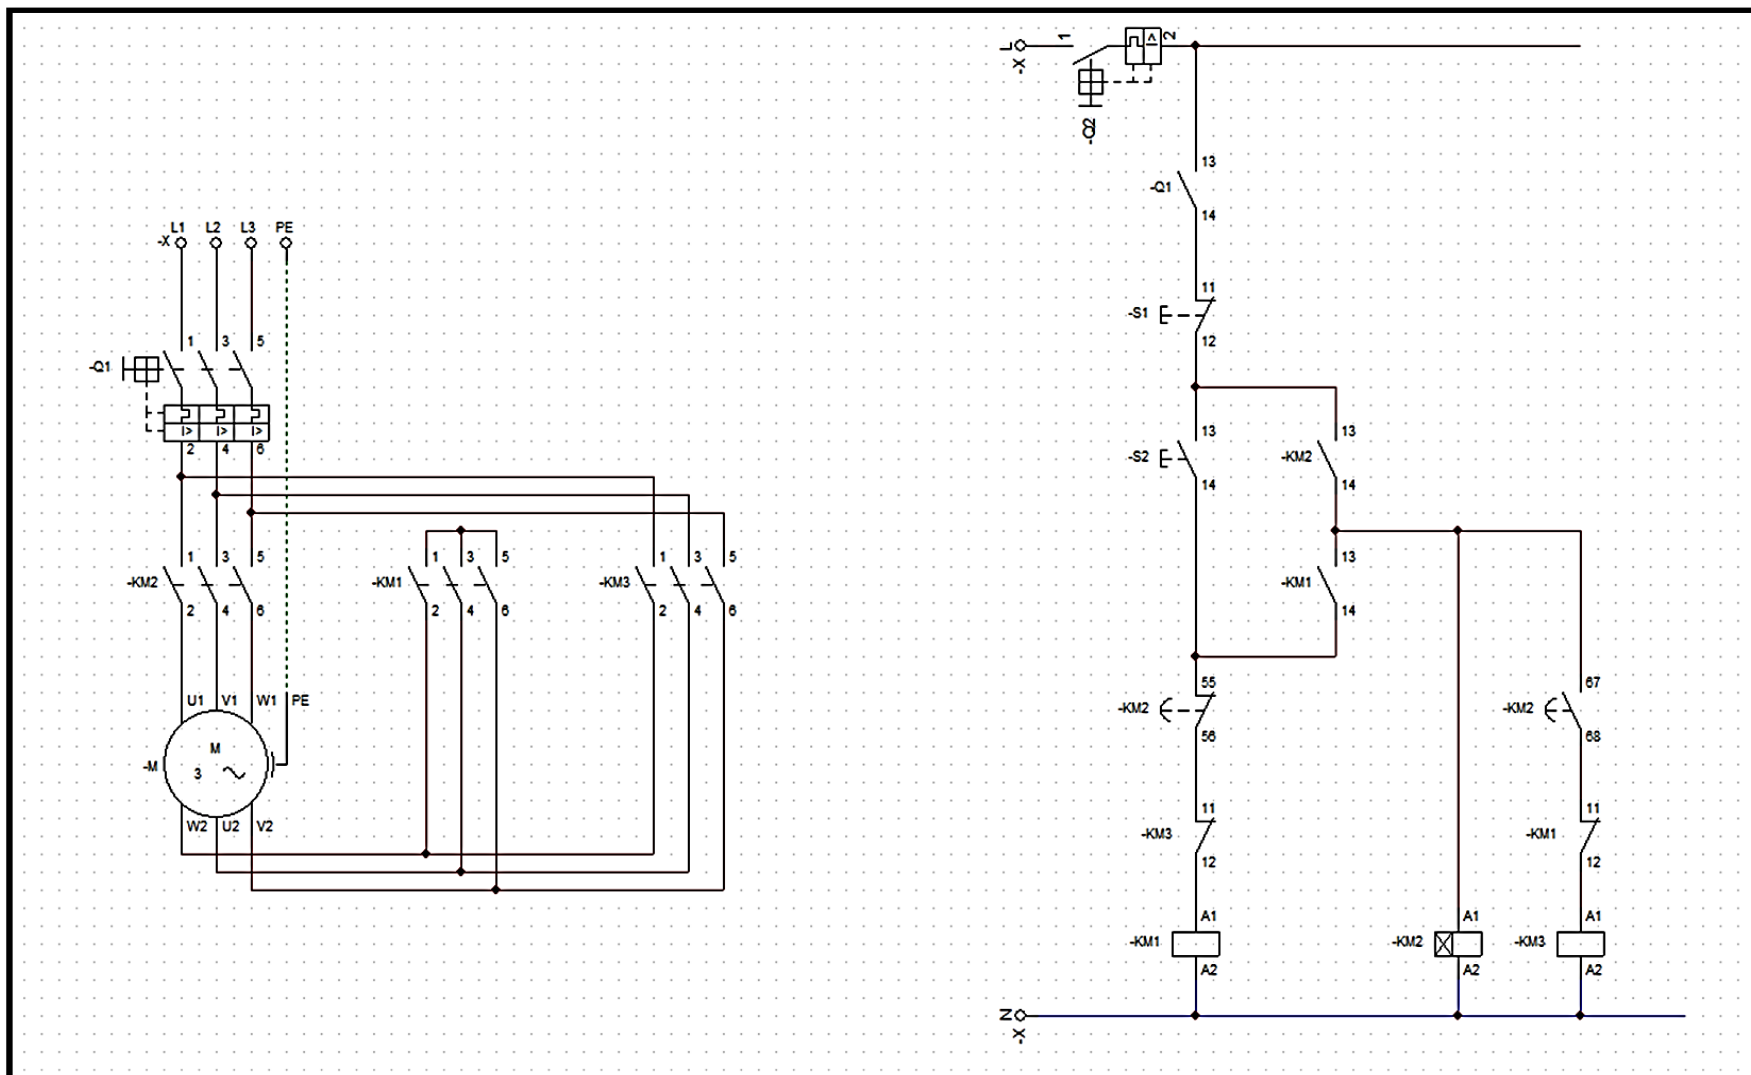 L1 L2 L3 PE
-X
1 3 5
-Q1
I> I> I>
2 4 6
1 3 5
-KM2
2 4 6
1 3 5
-KM1
2 4 6
1 3 5
-KM3
2 4 6
U1 V1 W1 PE
M
-M
3
W2 U2 V2
L
-X
1
I>
2
-Q2
13
-Q1
14
11
-S1
12
13
-S2
14
13
-KM2
14
13
-KM1
14
55
-KM2
56
67
-KM2
68
11
-KM3
12
11
-KM1
12
A1
-KM1
A2
A1
-KM2
A2
A1
-KM3
A2
N
-X